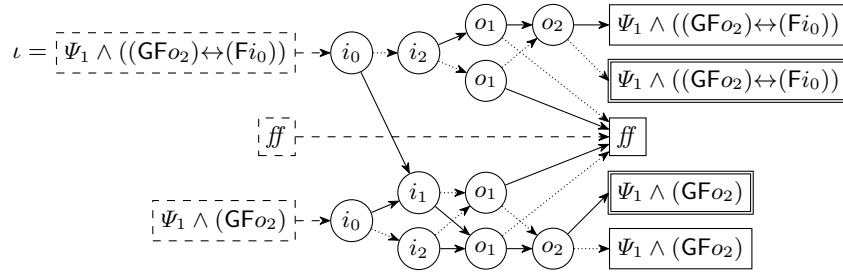 o₁ o₂ Ψ₁ ∧ ((GFo₂)↔(Fi₀))
ι = Ψ₁ ∧ ((GFo₂)↔(Fi₀)) i₀ i₂
o₁ Ψ₁ ∧ ((GFo₂)↔(Fi₀))
ff ff
i₁ o₁ Ψ₁ ∧ (GFo₂)
Ψ₁ ∧ (GFo₂) i₀
i₂ o₁ o₂ Ψ₁ ∧ (GFo₂)